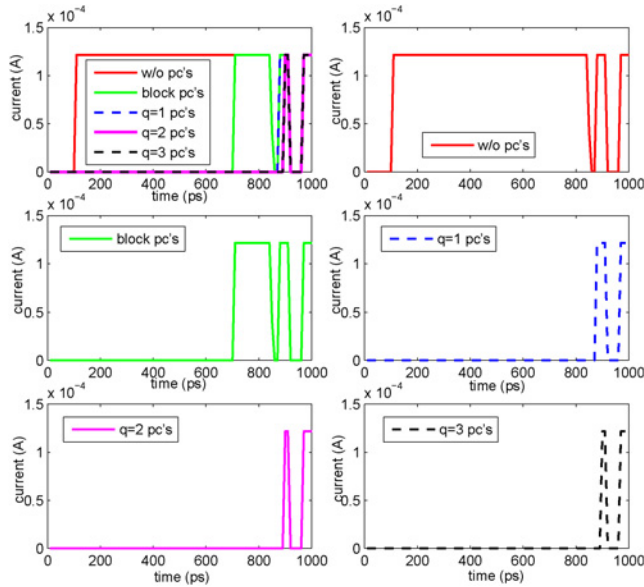 x 10⁻⁴
1.5
1
0.5
0
current (A)
w/o pc's
block pc's
q=1 pc's
q=2 pc's
q=3 pc's
0 200 400 600 800 1000
time (ps)
x 10⁻⁴
1.5
1
0.5
0
current (A)
w/o pc's
0 200 400 600 800 1000
time (ps)
x 10⁻⁴
1.5
1
0.5
0
current (A)
block pc's
0 200 400 600 800 1000
time (ps)
x 10⁻⁴
1.5
1
0.5
0
current (A)
q=1 pc's
0 200 400 600 800 1000
time (ps)
x 10⁻⁴
1.5
1
0.5
0
current (A)
q=2 pc's
0 200 400 600 800 1000
time (ps)
x 10⁻⁴
1.5
1
0.5
0
current (A)
q=3 pc's
0 200 400 600 800 1000
time (ps)